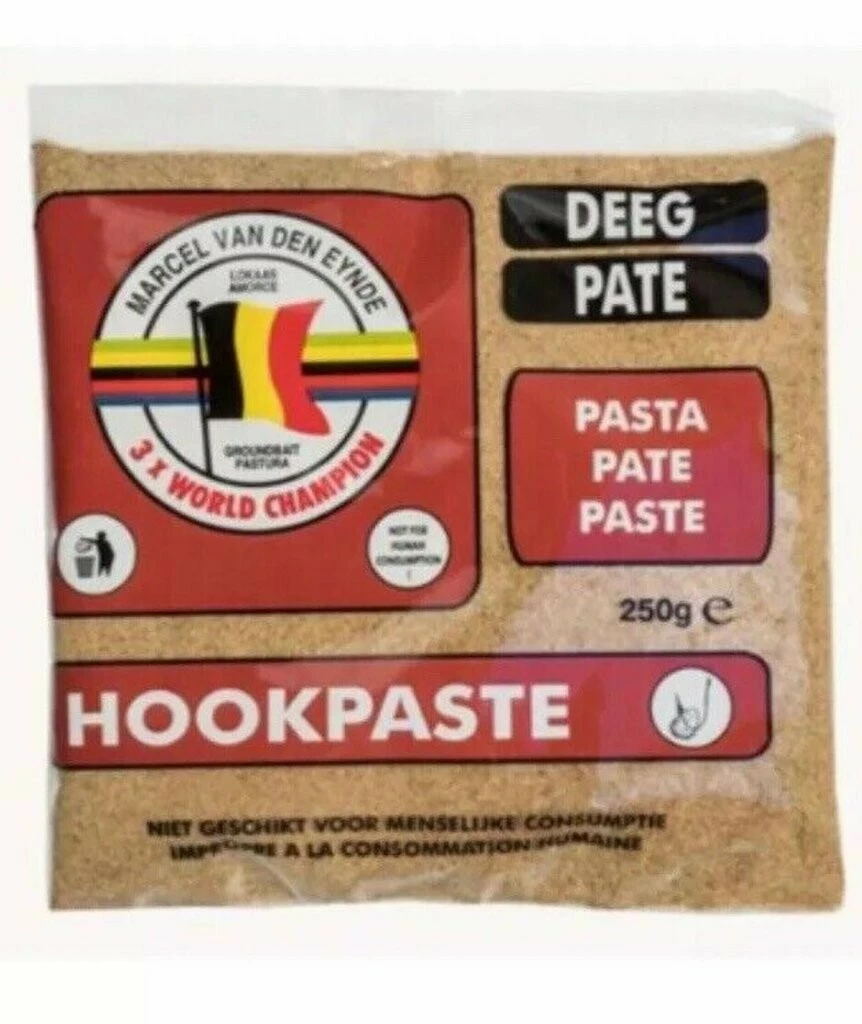 MARCEL VAN DEN EYNDE
LOKAAS
AMORCE
GROUNDBAIT
PASTURA
3 X WORLD CHAMPION
NOT FOR
HUMAN
CONSUMPTION
!
DEEG
PATE
PASTA
PATE
PASTE
250g ℮
HOOKPASTE
NIET GESCHIKT VOOR MENSELIJKE CONSUMPTIE
A LA CONSOMMATION HUMAINE